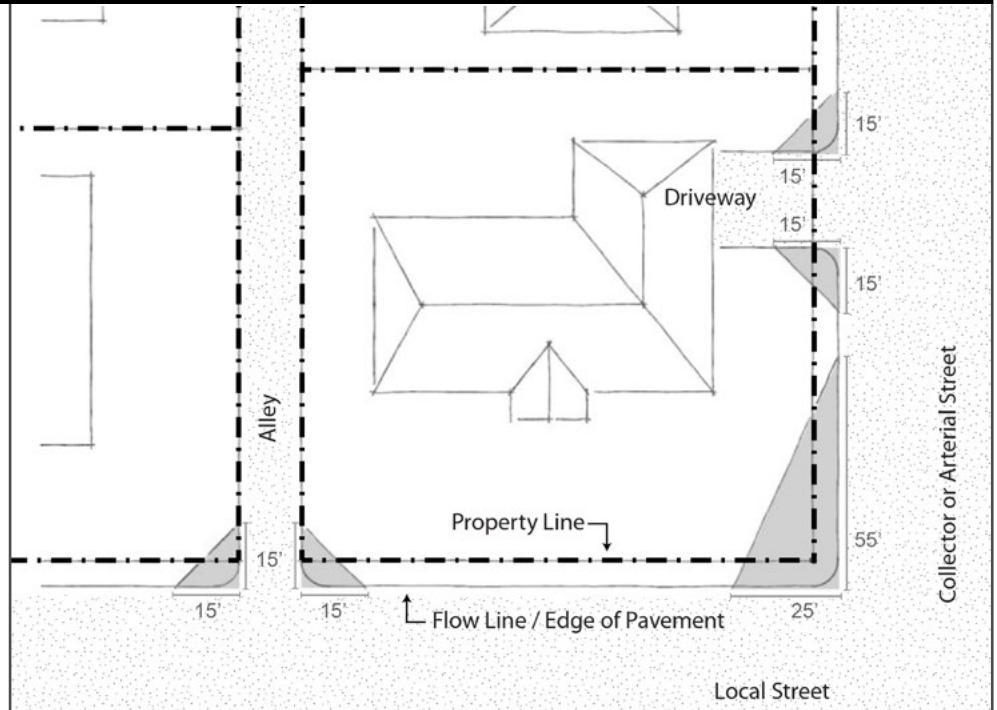 15'
15'
Driveway
15'
15'
Alley
Collector or Arterial Street
Property Line
55'
15'
15'
15'
25'
Flow Line / Edge of Pavement
Local Street